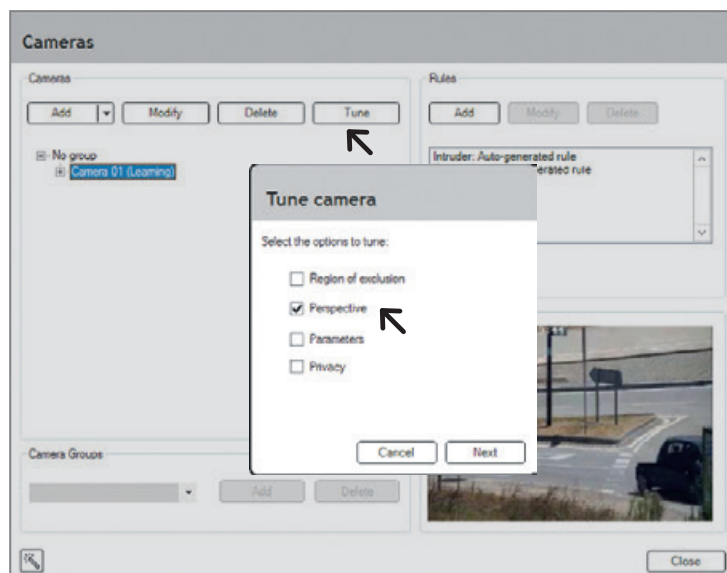 Cameras
Cameras
Add Modify Delete Tune
No group
Camera 01 (Learning)
Rules
Add Modify Delete
Intruder: Auto-generated rule
erated rule
Tune camera
Select the options to tune:
Region of exclusion
Perspective
Parameters
Privacy
Cancel Next
Camera Groups
Add Delete
Close